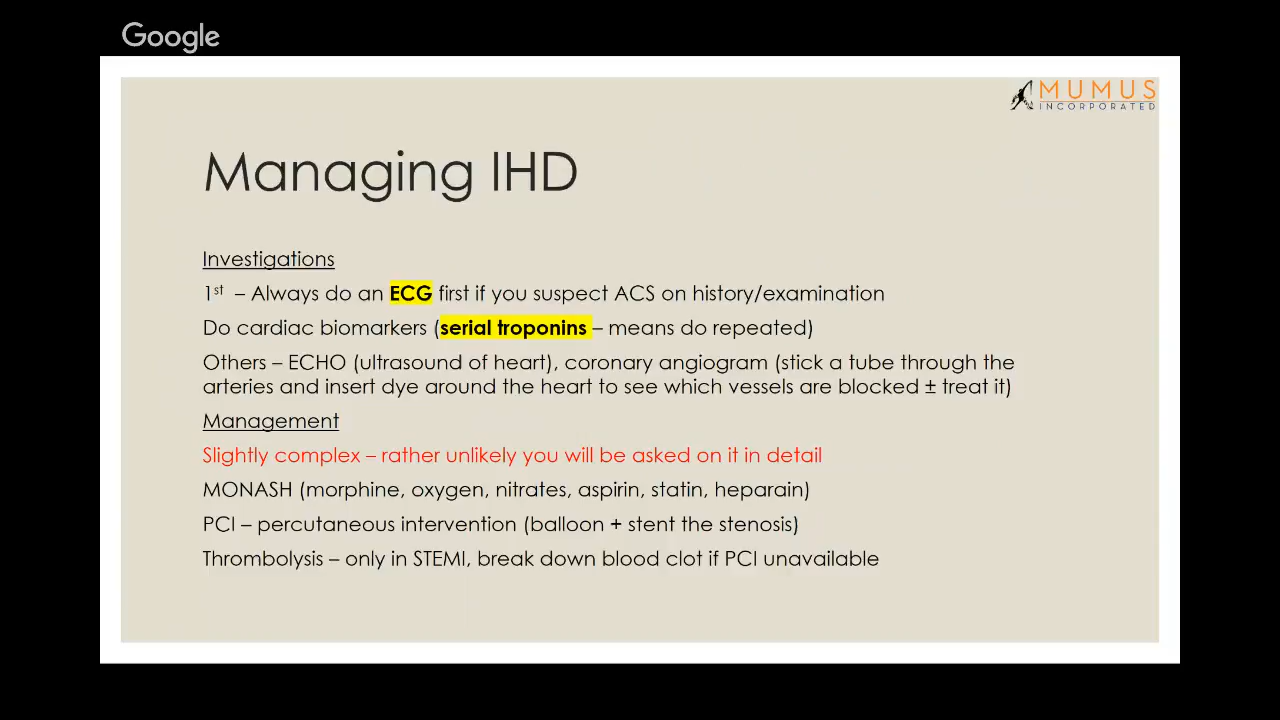 Google
MUMUS
INCORPORATED
Managing IHD
Investigations
1st – Always do an ECG first if you suspect ACS on history/examination
Do cardiac biomarkers (serial troponins – means do repeated)
Others – ECHO (ultrasound of heart), coronary angiogram (stick a tube through the
arteries and insert dye around the heart to see which vessels are blocked ± treat it)
Management
Slightly complex – rather unlikely you will be asked on it in detail
MONASH (morphine, oxygen, nitrates, aspirin, statin, heparain)
PCI – percutaneous intervention (balloon + stent the stenosis)
Thrombolysis – only in STEMI, break down blood clot if PCI unavailable